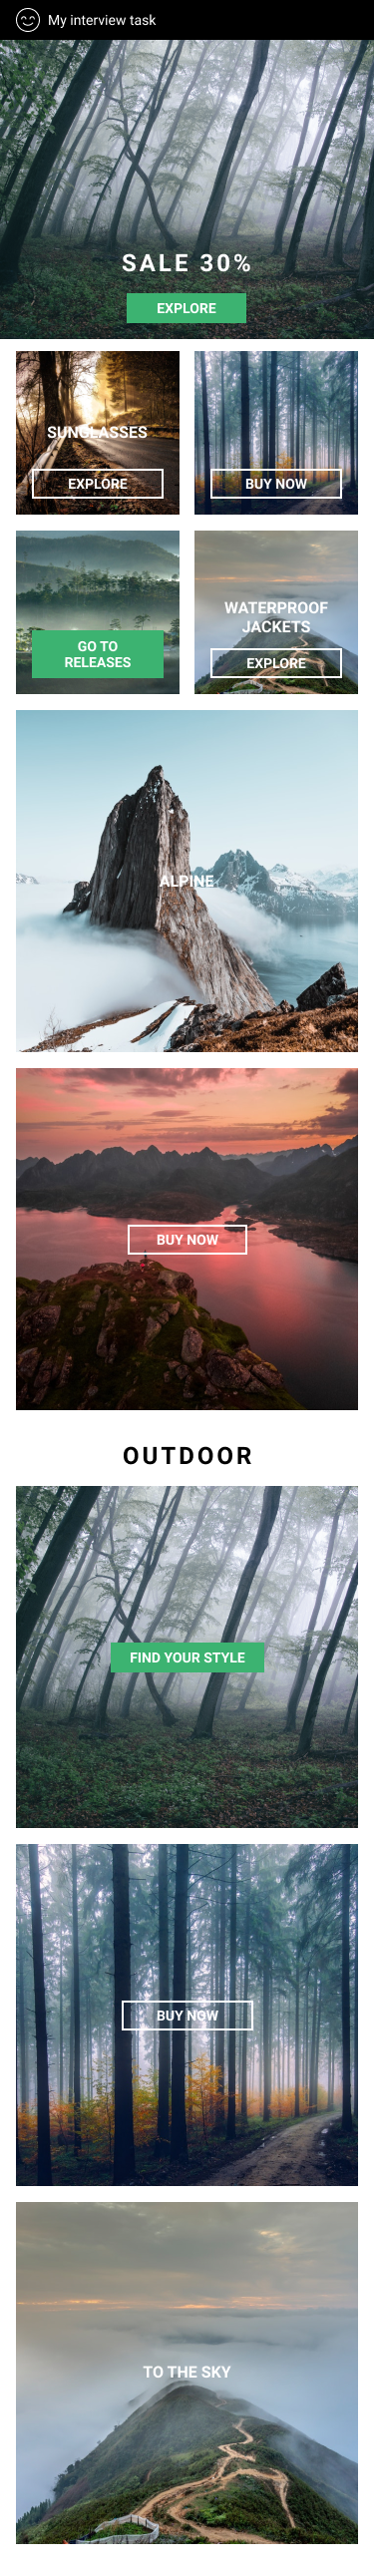 My interview task
SALE 30%
EXPLORE
SUNGLASSES
EXPLORE
BUY NOW
GO TO
RELEASES
WATERPROOF
JACKETS
EXPLORE
ALPINE
BUY NOW
OUTDOOR
FIND YOUR STYLE
BUY NOW
TO THE SKY